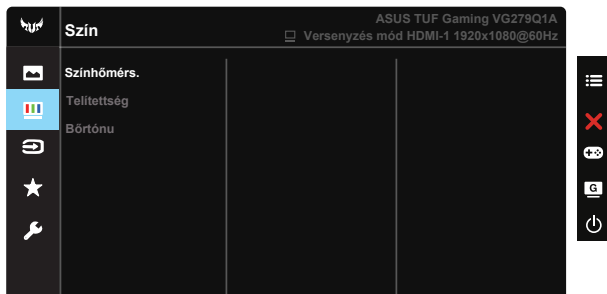 Szín
ASUS TUF Gaming VG279Q1A
Versenyzés mód HDMI-1 1920x1080@60Hz
Színhőmérs.
Telítettség
Bőrtónu
G